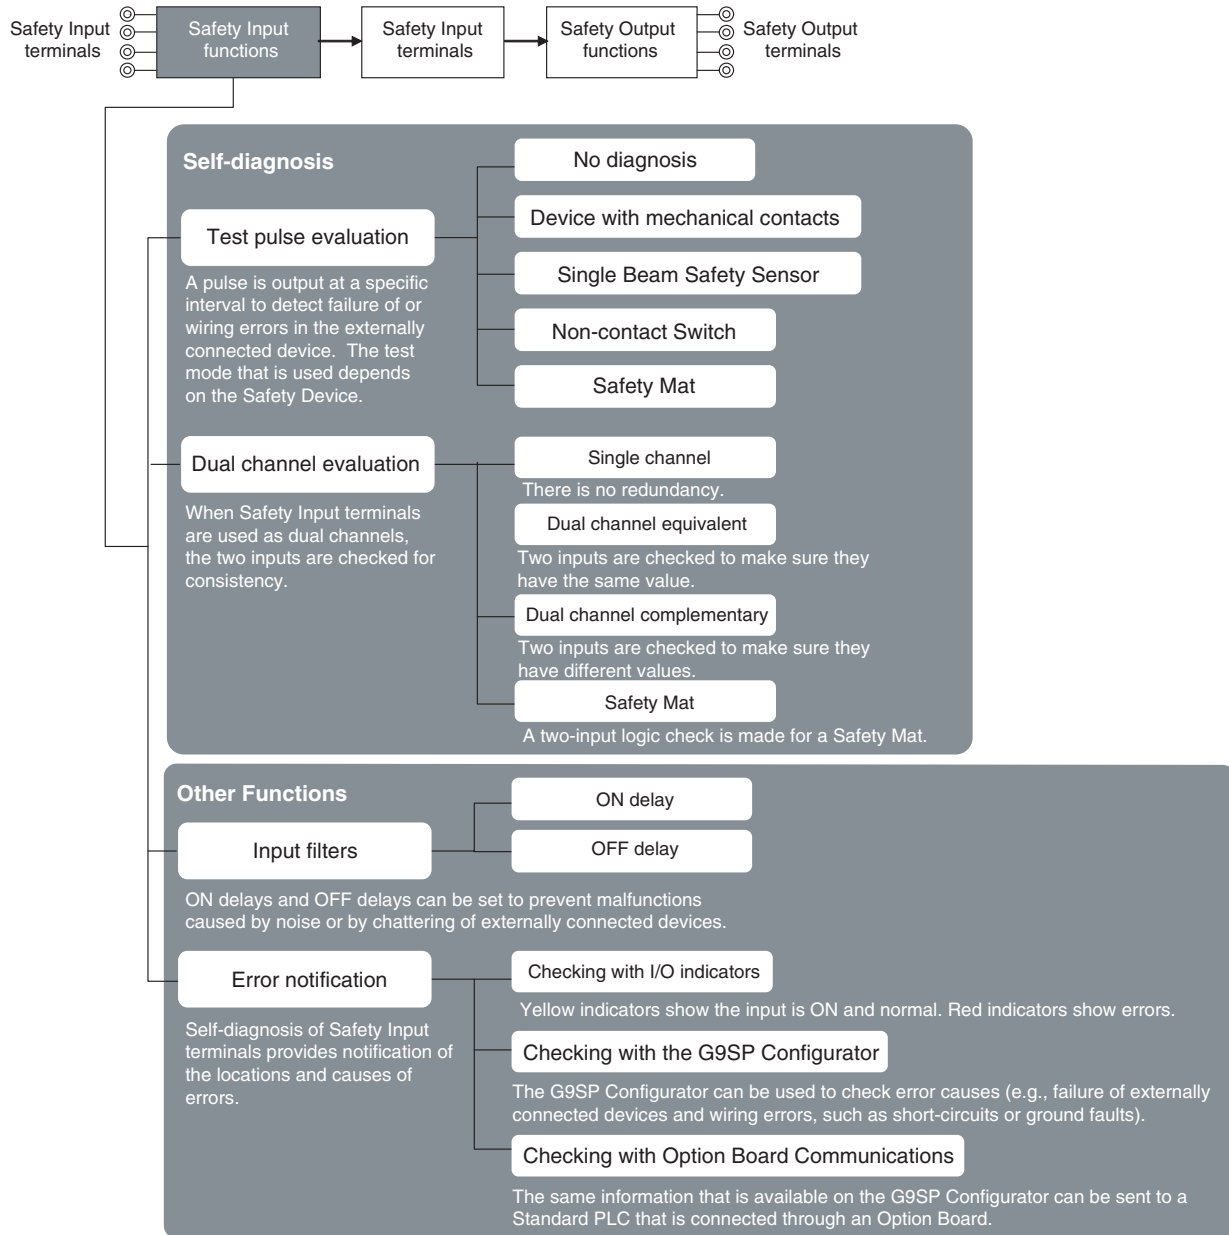 Safety Input
terminals
Safety Input
functions
Safety Input
terminals
Safety Output
functions
Safety Output
terminals
Self-diagnosis
Test pulse evaluation
A pulse is output at a specific
interval to detect failure of or
wiring errors in the externally
connected device.  The test
mode that is used depends
on the Safety Device.
No diagnosis
Device with mechanical contacts
Single Beam Safety Sensor
Non-contact Switch
Safety Mat
Dual channel evaluation
When Safety Input terminals
are used as dual channels,
the two inputs are checked for
consistency.
Single channel
There is no redundancy.
Dual channel equivalent
Two inputs are checked to make sure they
have the same value.
Dual channel complementary
Two inputs are checked to make sure they
have different values.
Safety Mat
A two-input logic check is made for a Safety Mat.
Other Functions
Input filters
ON delay
OFF delay
ON delays and OFF delays can be set to prevent malfunctions
caused by noise or by chattering of externally connected devices.
Error notification
Self-diagnosis of Safety Input
terminals provides notification of
the locations and causes of
errors.
Checking with I/O indicators
Yellow indicators show the input is ON and normal. Red indicators show errors.
Checking with the G9SP Configurator
The G9SP Configurator can be used to check error causes (e.g., failure of externally
connected devices and wiring errors, such as short-circuits or ground faults).
Checking with Option Board Communications
The same information that is available on the G9SP Configurator can be sent to a
Standard PLC that is connected through an Option Board.